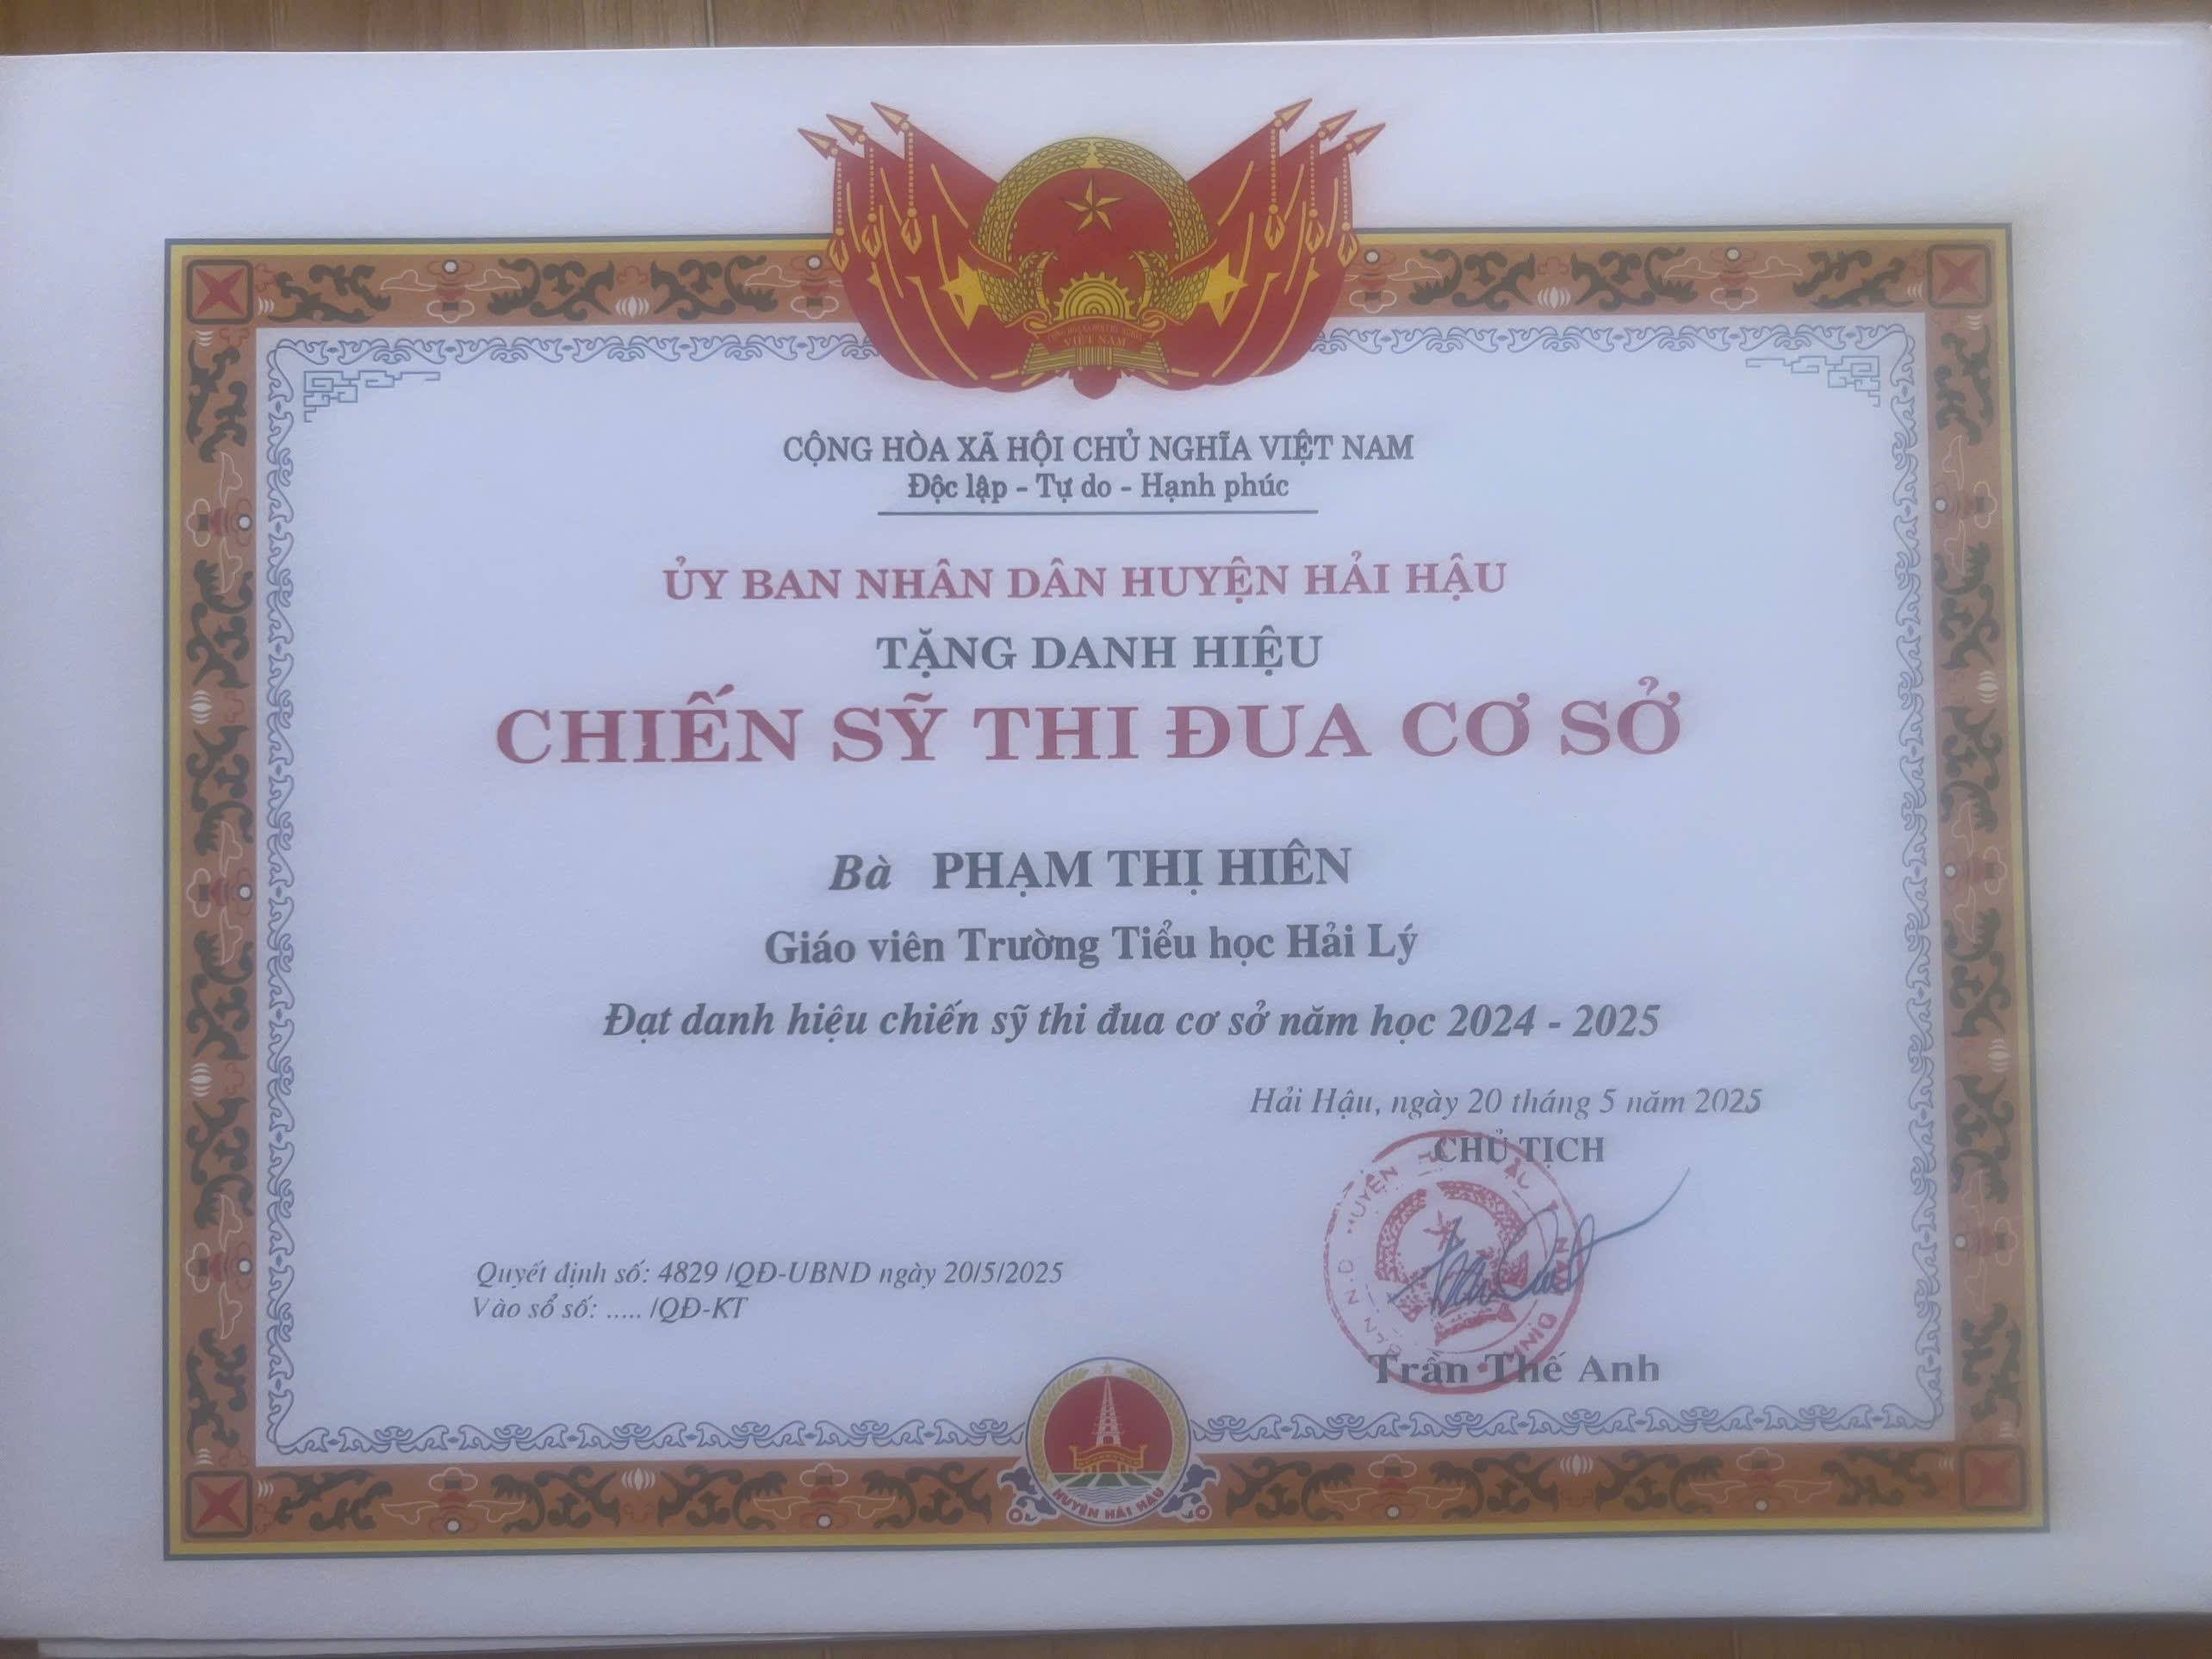 VIỆT NAM
CỘNG HÒA XÃ HỘI CHỦ NGHĨA VIỆT NAM
Độc lập - Tự do - Hạnh phúc
ỦY BAN NHÂN DÂN HUYỆN HẢI HẬU
TẶNG DANH HIỆU
CHIẾN SỸ THI ĐUA CƠ SỞ
Bà PHẠM THỊ HIÊN
Giáo viên Trường Tiểu học Hải Lý
Đạt danh hiệu chiến sỹ thi đua cơ sở năm học 2024 - 2025
Hải Hậu, ngày 20 tháng 5 năm 2025
CHỦ TỊCH
Quyết định số: 4829 /QĐ-UBND ngày 20/5/2025
Vào sổ số: ..... /QĐ-KT
Trần Thế Anh
HUYỆN HẢI HẬU